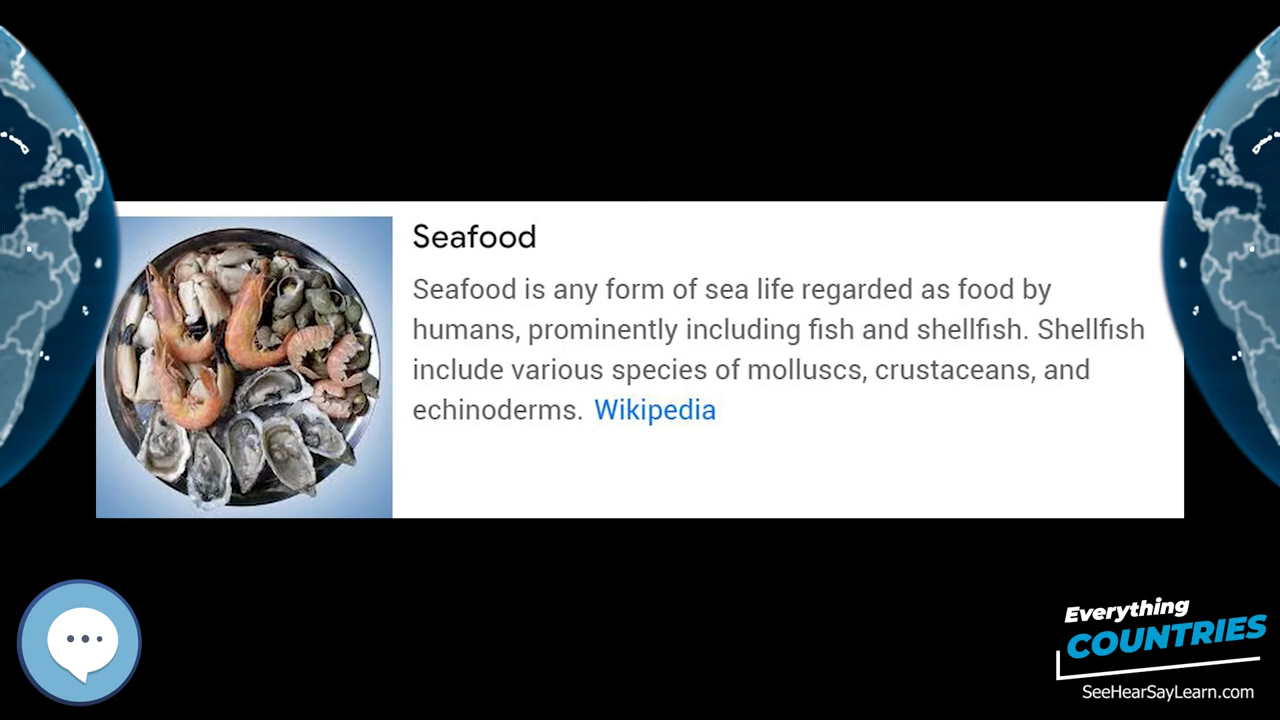 Seafood
Seafood is any form of sea life regarded as food by
humans, prominently including fish and shellfish. Shellfish
include various species of molluscs, crustaceans, and
echinoderms. Wikipedia
Everything
COUNTRIES
SeeHearSayLearn.com